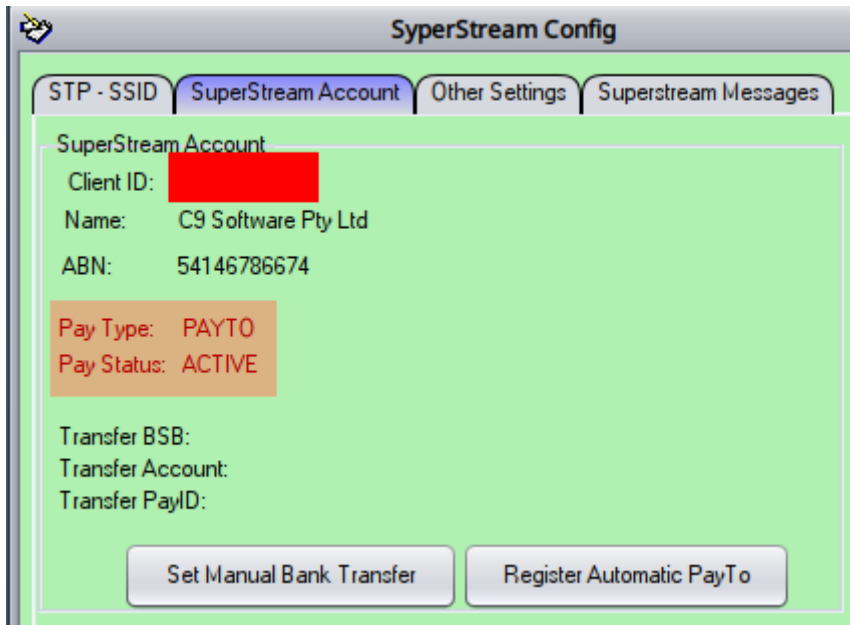 SyperStream Config
STP - SSID SuperStream Account Other Settings Superstream Messages
SuperStream Account
Client ID:
Name: C9 Software Pty Ltd
ABN: 54146786674
Pay Type: PAYTO
Pay Status: ACTIVE
Transfer BSB:
Transfer Account:
Transfer PayID:
Set Manual Bank Transfer Register Automatic PayTo